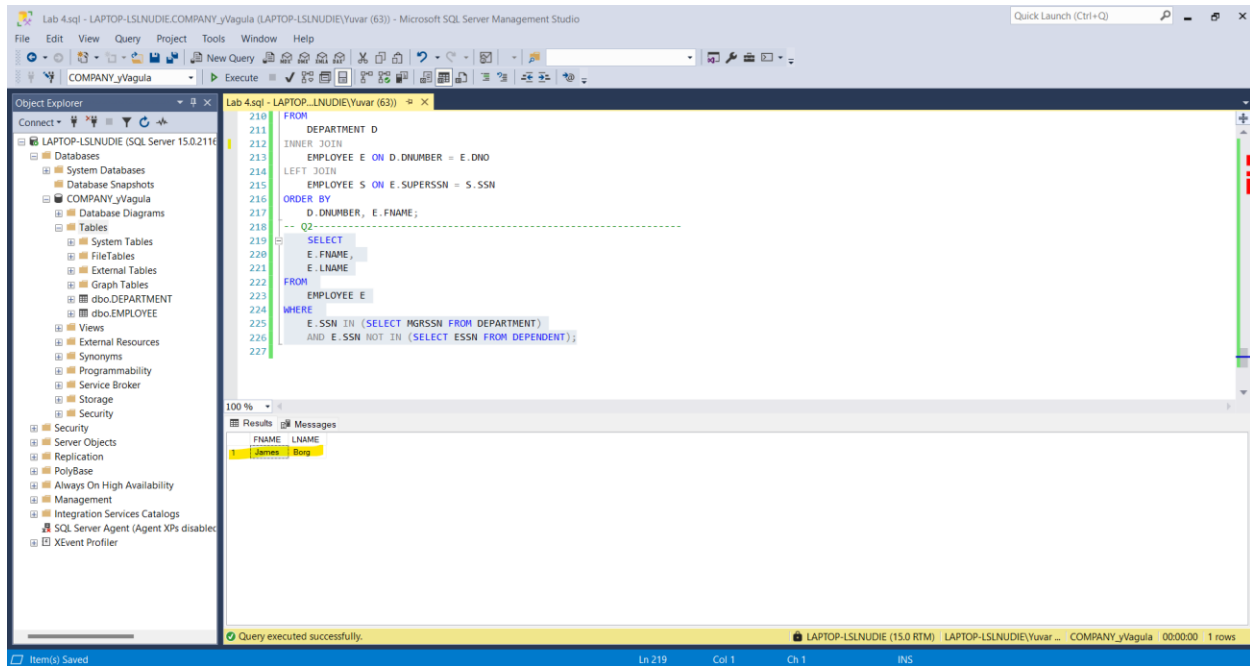 Lab 4.sql - LAPTOP-LSLNUDIE.COMPANY_yVagula (LAPTOP-LSLNUDIE\Yuvar (63)) - Microsoft SQL Server Management Studio
Quick Launch (Ctrl+Q)
File Edit View Query Project Tools Window Help
New Query
COMPANY_yVagula
Execute
Object Explorer
Lab 4.sql - LAPTOP...LNUDIE\Yuvar (63))
Connect
LAPTOP-LSLNUDIE (SQL Server 15.0.2116
Databases
System Databases
Database Snapshots
COMPANY_yVagula
Database Diagrams
Tables
System Tables
FileTables
External Tables
Graph Tables
dbo.DEPARTMENT
dbo.EMPLOYEE
Views
External Resources
Synonyms
Programmability
Service Broker
Storage
Security
Security
Server Objects
Replication
PolyBase
Always On High Availability
Management
Integration Services Catalogs
SQL Server Agent (Agent XPs disabled
XEvent Profiler
210 FROM
211 DEPARTMENT D
212 INNER JOIN
213 EMPLOYEE E ON D.DNUMBER = E.DNO
214 LEFT JOIN
215 EMPLOYEE S ON E.SUPERSSN = S.SSN
216 ORDER BY
217 D.DNUMBER, E.FNAME;
218 -- Q2------------------------------------------------------------
219 SELECT
220 E.FNAME,
221 E.LNAME
222 FROM
223 EMPLOYEE E
224 WHERE
225 E.SSN IN (SELECT MGRSSN FROM DEPARTMENT)
226 AND E.SSN NOT IN (SELECT ESSN FROM DEPENDENT);
227
100 %
Results Messages
FNAME LNAME
1 James Borg
Query executed successfully.
LAPTOP-LSLNUDIE (15.0 RTM) LAPTOP-LSLNUDIE\Yuvar ... COMPANY_yVagula 00:00:00 1 rows
Item(s) Saved Ln 219 Col 1 Ch 1 INS